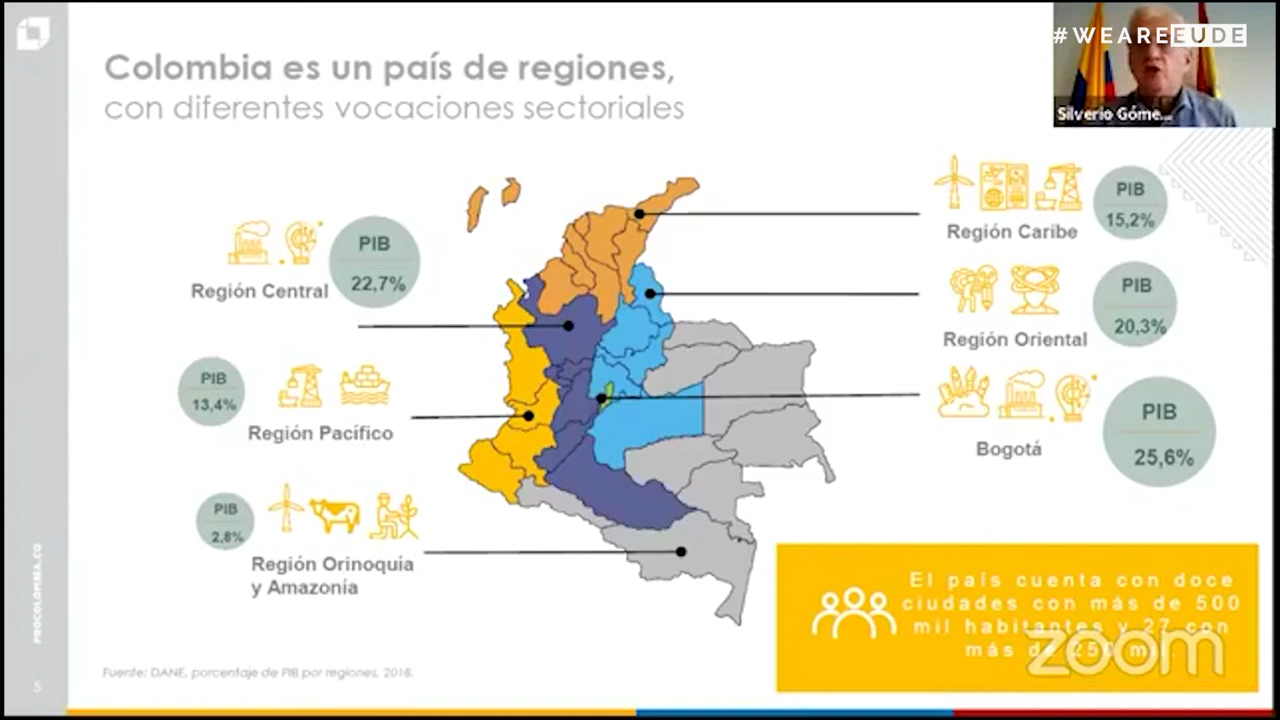 #WEAREEUDE
Silverio Góme...
Colombia es un país de regiones,
con diferentes vocaciones sectoriales
PIB
22,7%
Región Central
PIB
13,4%
Región Pacífico
PIB
2,8%
Región Orinoquía
y Amazonía
PIB
15,2%
Región Caribe
PIB
20,3%
Región Oriental
PIB
25,6%
Bogotá
El país cuenta con doce
ciudades con más de 500
mil habitantes y 27 con
más de 250 mil
zoom
Fuente: DANE, porcentaje de PIB por regiones, 2018.
PROCOLOMBIA.CO
5